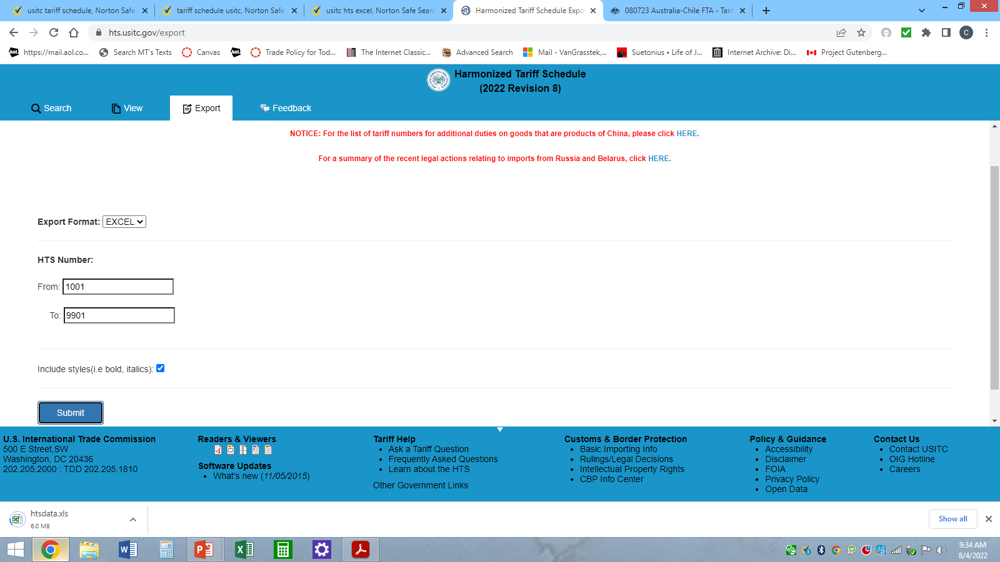 usitc tariff schedule, Norton Safe
tariff schedule usitc, Norton Safe
usitc hts excel, Norton Safe Searc
Harmonized Tariff Schedule Expo
080723 Australia-Chile FTA - Tarif
hts.usitc.gov/export
C
Aol.
https://mail.aol.co...
Search MT's Texts
Canvas
Aol.
Trade Policy for Tod...
The Internet Classic...
Advanced Search
Mail - VanGrasstek,...
Suetonius • Life of J...
Internet Archive: Di...
Project Gutenberg...
Harmonized Tariff Schedule
(2022 Revision 8)
Search
View
Export
Feedback
NOTICE: For the list of tariff numbers for additional duties on goods that are products of China, please click HERE.
For a summary of the recent legal actions relating to imports from Russia and Belarus, click HERE.
Export Format: EXCEL
HTS Number:
From: 1001
To: 9901
Include styles(i.e bold, italics):
Submit
U.S. International Trade Commission
500 E Street,SW
Washington, DC 20436
202.205.2000 : TDD 202.205.1810
Readers & Viewers
Software Updates
• What's new (11/05/2015)
Tariff Help
• Ask a Tariff Question
• Frequently Asked Questions
• Learn about the HTS
Other Government Links
Customs & Border Protection
• Basic Importing Info
• Rulings/Legal Decisions
• Intellectual Property Rights
• CBP Info Center
Policy & Guidance
• Accessibility
• Disclaimer
• FOIA
• Privacy Policy
• Open Data
Contact Us
• Contact USITC
• OIG Hotline
• Careers
htsdata.xls
6.0 MB
Show all
9:34 AM
8/4/2022